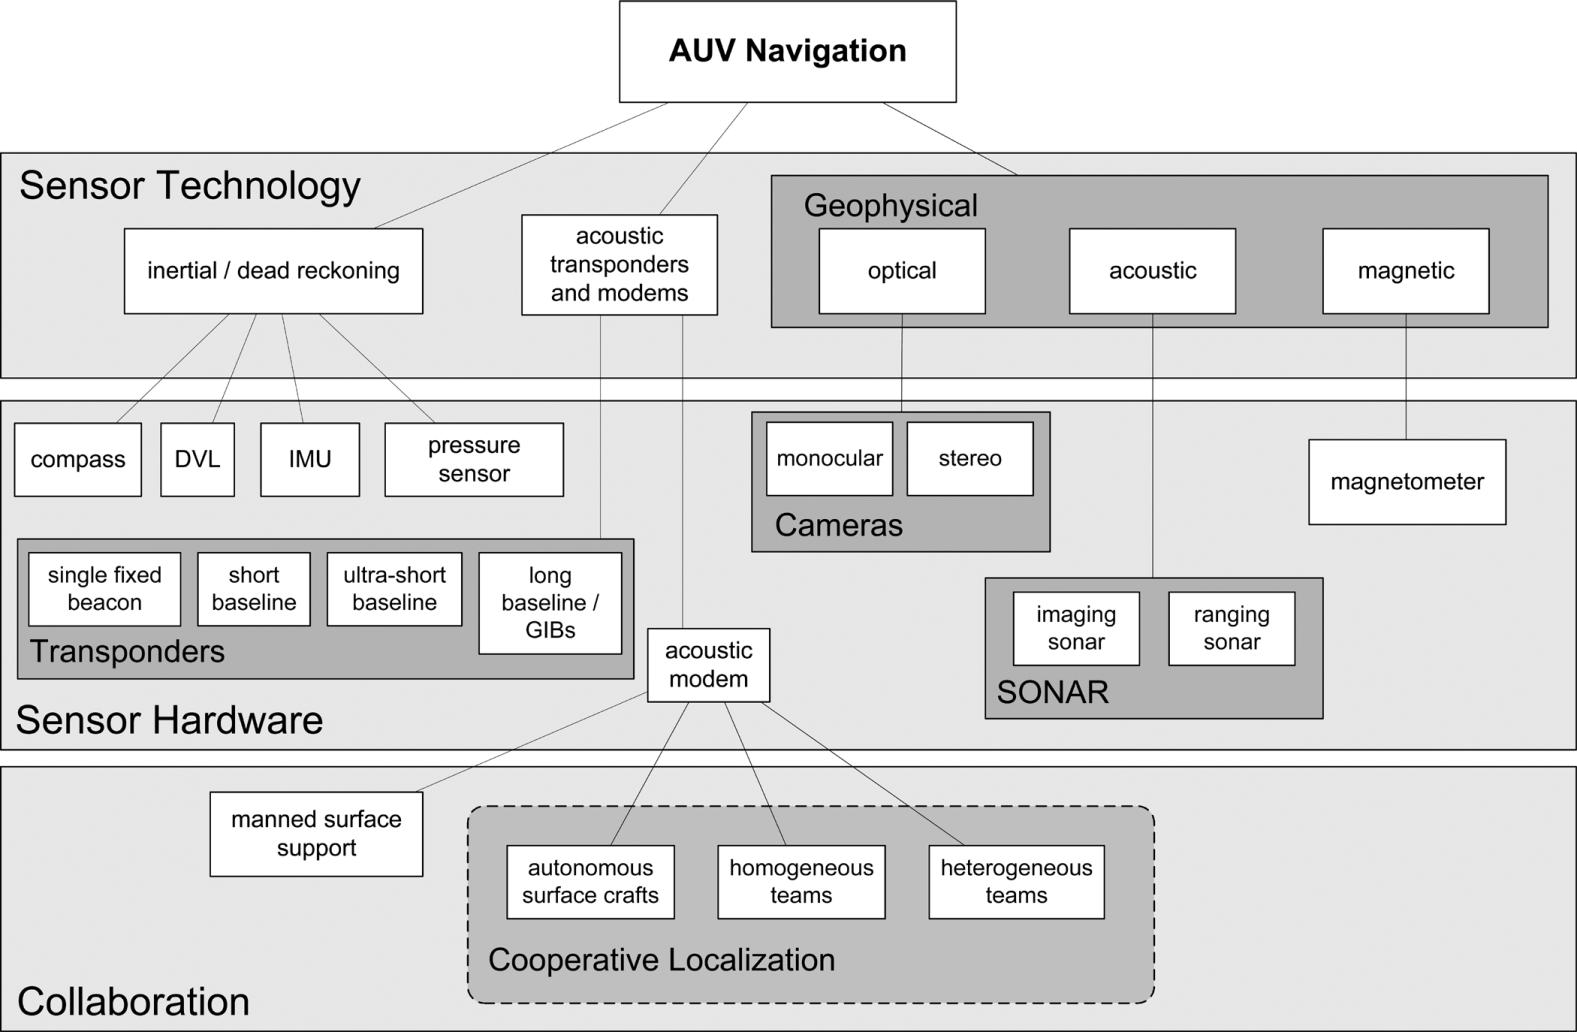 AUV Navigation
Sensor Technology
inertial / dead reckoning
acoustic
transponders
and modems
Geophysical
optical
acoustic
magnetic
compass
DVL
IMU
pressure
sensor
monocular
stereo
Cameras
magnetometer
single fixed
beacon
short
baseline
ultra-short
baseline
long
baseline /
GIBs
Transponders
acoustic
modem
imaging
sonar
ranging
sonar
SONAR
Sensor Hardware
manned surface
support
autonomous
surface crafts
homogeneous
teams
heterogeneous
teams
Cooperative Localization
Collaboration